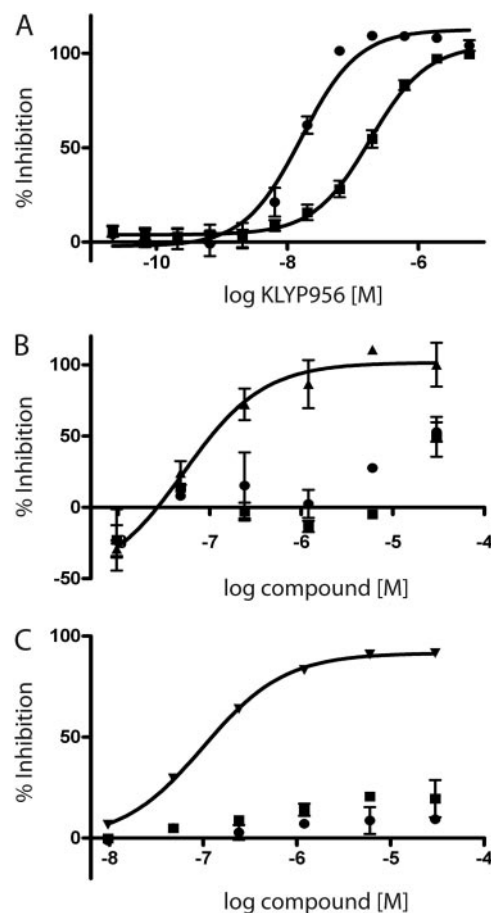 A
100
50
0
% Inhibition
-10 -8 -6
log KLYP956 [M]
B
100
50
0
-50
% Inhibition
-7 -6 -5 -4
log compound [M]
C
100
50
0
% Inhibition
-8 -7 -6 -5 -4
log compound [M]